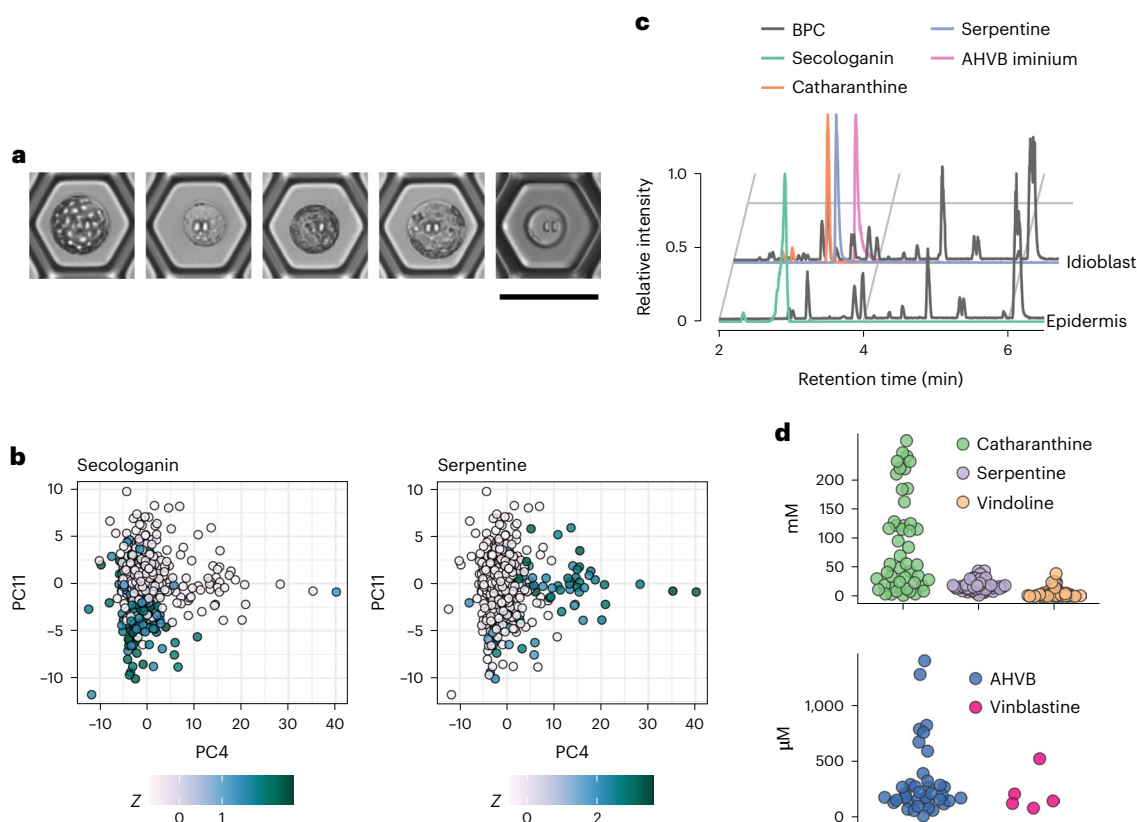 a
c
BPC
Secologanin
Catharanthine
Serpentine
AHVB iminium
Relative intensity
1.0
0.5
0
Idioblast
Epidermis
2 4 6
Retention time (min)
b
Secologanin
PC11
10
5
0
−5
−10
−10 0 10 20 30 40
PC4
Z
0 1
Serpentine
PC11
10
5
0
−5
−10
−10 0 10 20 30 40
PC4
Z
0 2
d
mM
200
150
100
50
0
Catharanthine
Serpentine
Vindoline
µM
1,000
500
0
AHVB
Vinblastine